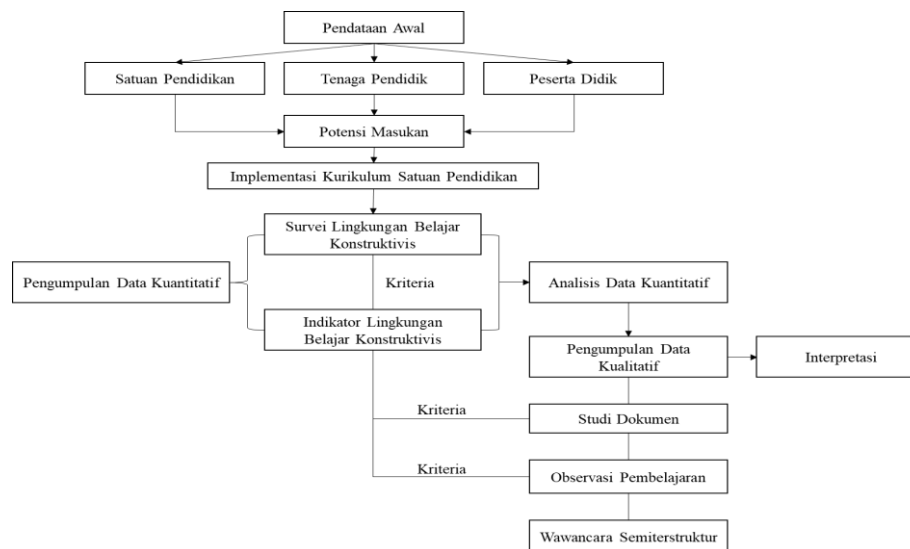 Pendataan Awal
Satuan Pendidikan
Tenaga Pendidik
Peserta Didik
Potensi Masukan
Implementasi Kurikulum Satuan Pendidikan
Survei Lingkungan Belajar
Konstruktivis
Pengumpulan Data Kuantitatif
Kriteria
Analisis Data Kuantitatif
Indikator Lingkungan
Belajar Konstruktivis
Pengumpulan Data
Kualitatif
Interpretasi
Kriteria
Studi Dokumen
Kriteria
Observasi Pembelajaran
Wawancara Semiterstruktur